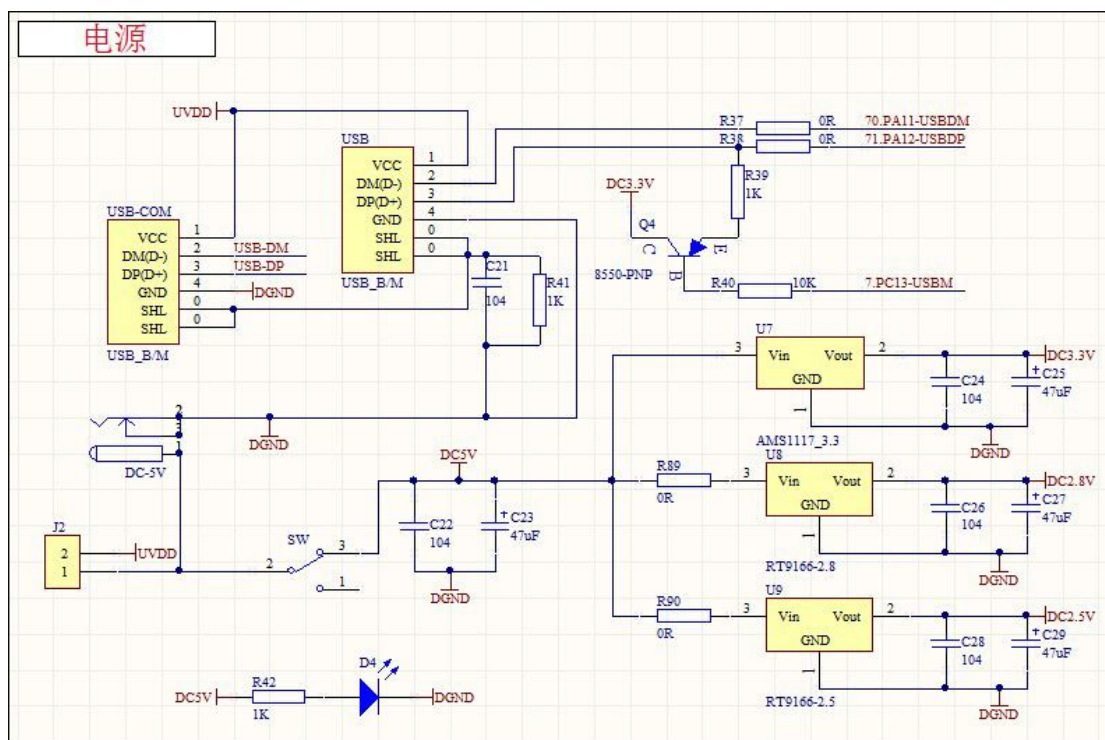 电源
UVDD
USB
VCC 1
DM(D-) 2
DP(D+) 3
GND 4
SHL 0
SHL 0
USB_B/M
R37 0R 70.PA11-USBDM
R38 0R 71.PA12-USBDP
R39
1K
DC3.3V
Q4
C B E
8550-PNP
R40 10K 7.PC13-USBM
USB-COM
VCC 1
DM(D-) 2 USB-DM
DP(D+) 3 USB-DP
GND 4 DGND
SHL 0
SHL 0
USB_B/M
C21
104
R41
1K
2
3
1
DC-5V
DGND
U7
3 Vin Vout 2
GND
1
AMS1117_3.3
C24
104
C25
47uF
DC3.3V
DGND
DC5V
R89
0R
U8
3 Vin Vout 2
GND
1
RT9166-2.8
C26
104
C27
47uF
DC2.8V
DGND
J2
2 UVDD
1
SW
2 3
1
C22
104
C23
47uF
DGND
R90
0R
U9
3 Vin Vout 2
GND
1
RT9166-2.5
C28
104
C29
47uF
DC2.5V
DGND
DC5V
R42
1K
D4
DGND